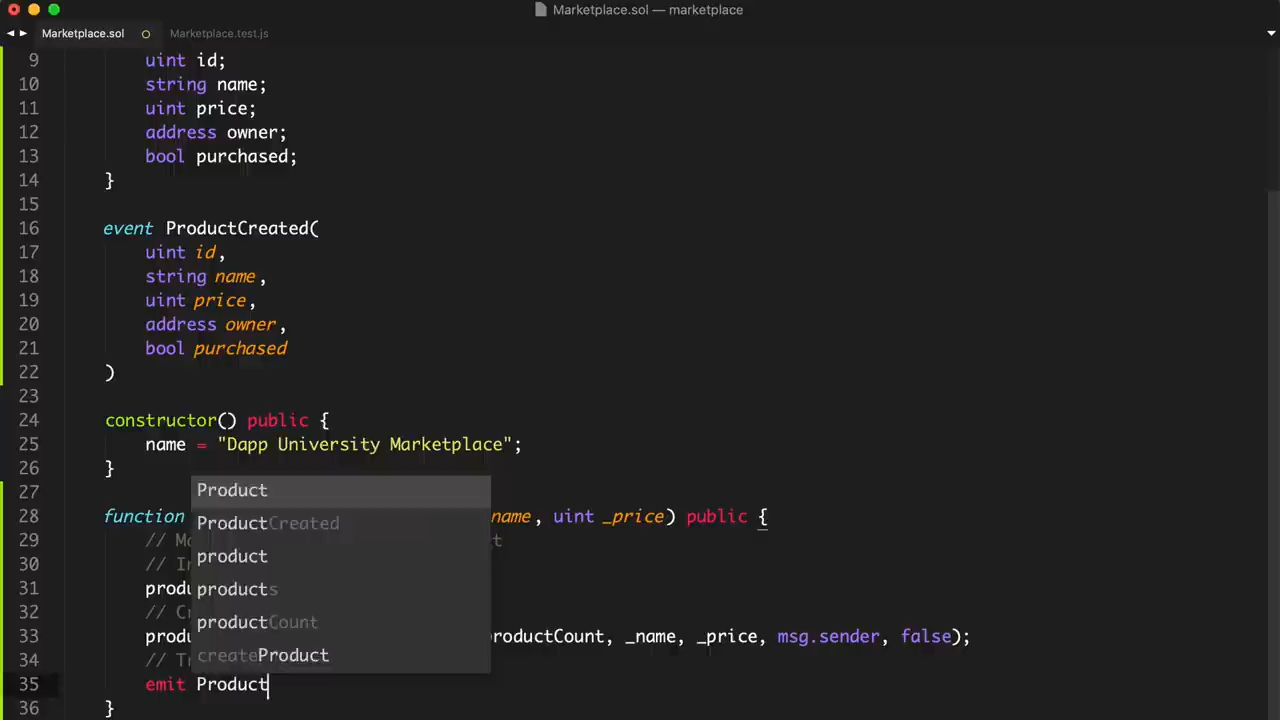 Marketplace.sol — marketplace
Marketplace.sol
Marketplace.test.js
9 uint id;
10 string name;
11 uint price;
12 address owner;
13 bool purchased;
14 }
15
16 event ProductCreated(
17 uint id,
18 string name,
19 uint price,
20 address owner,
21 bool purchased
22 )
23
24 constructor() public {
25 name = "Dapp University Marketplace";
26 }
27
28 function name, uint _price) public {
29 //
30 //
31
32 //
33 _name, _price, msg.sender, false);
34 //
35 emit Product
36 }
Product
ProductCreated
product
products
productCount
createProduct